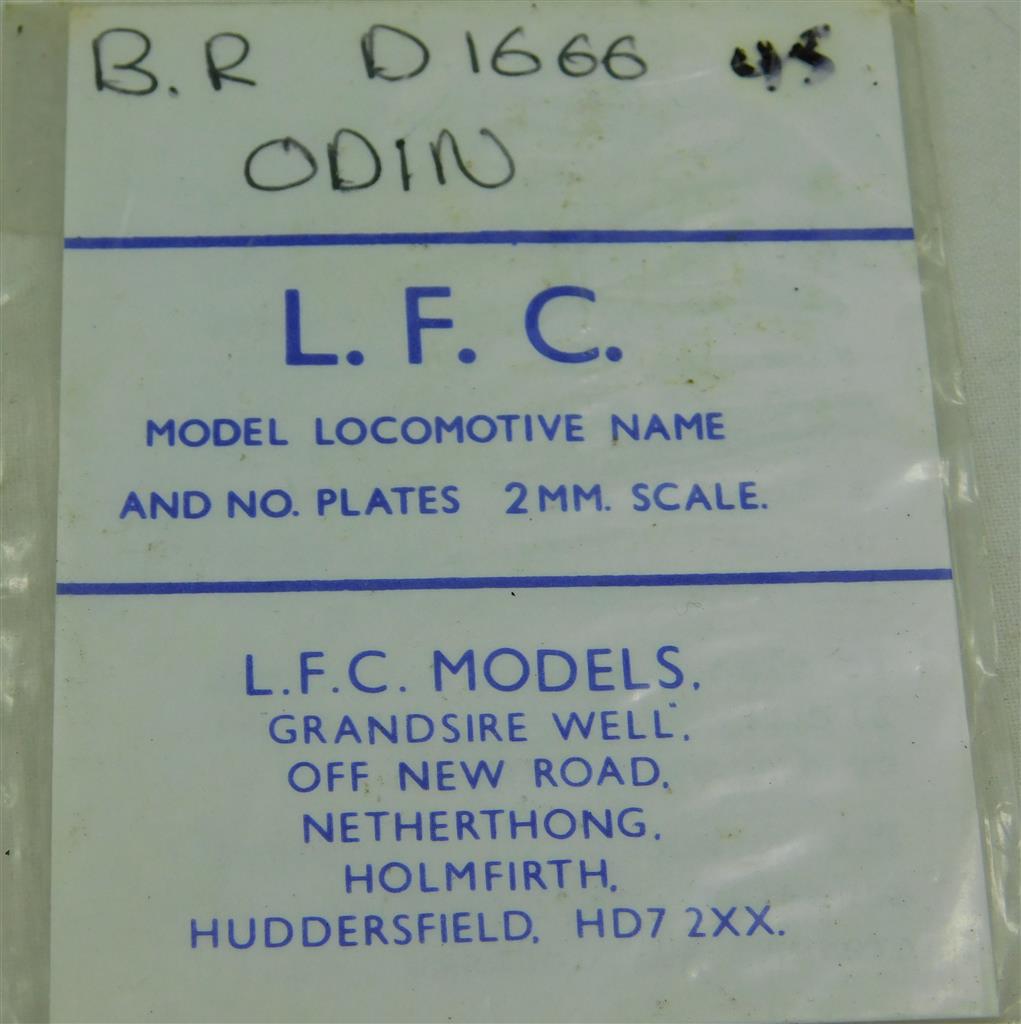 B.R D1666 45
ODIN
L. F. C.
MODEL LOCOMOTIVE NAME
AND NO. PLATES 2MM. SCALE.
L.F.C. MODELS.
GRANDSIRE WELL".
OFF NEW ROAD.
NETHERTHONG.
HOLMFIRTH.
HUDDERSFIELD. HD7 2XX.